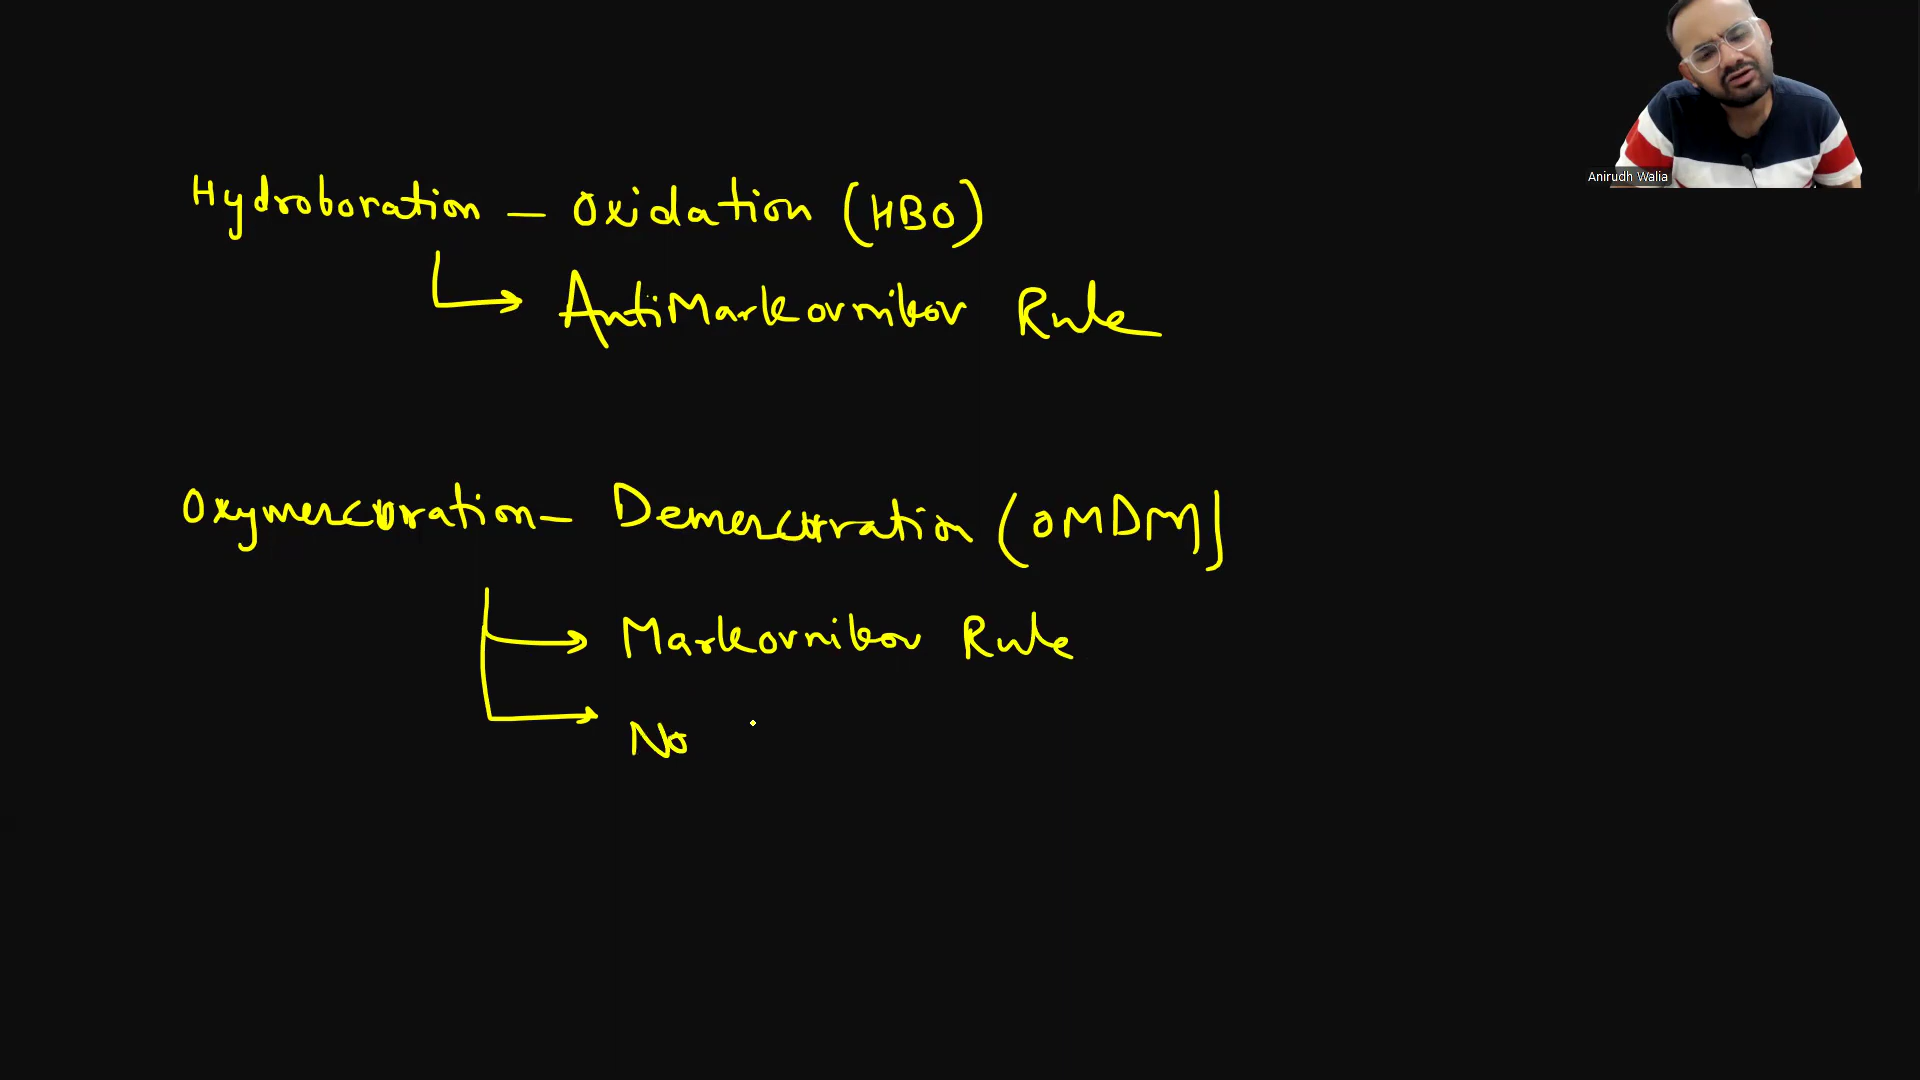 Anirudh Walia
Hydroboration - Oxidation (HBO)
AntiMarkovnikov Rule
Oxymercuration - Demercuration (OMDM)
Markovnikov Rule
No